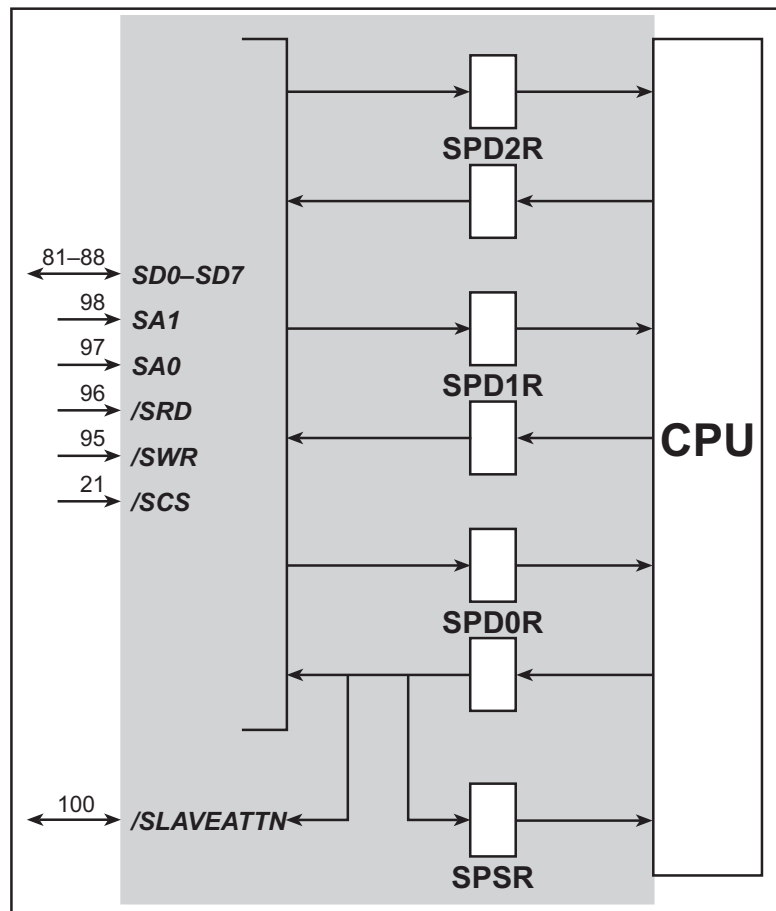 SPD2R
81–88
SD0–SD7
98
SA1
97
SA0
SPD1R
96
/SRD
95
/SWR
CPU
21
/SCS
SPD0R
100
/SLAVEATTN
SPSR